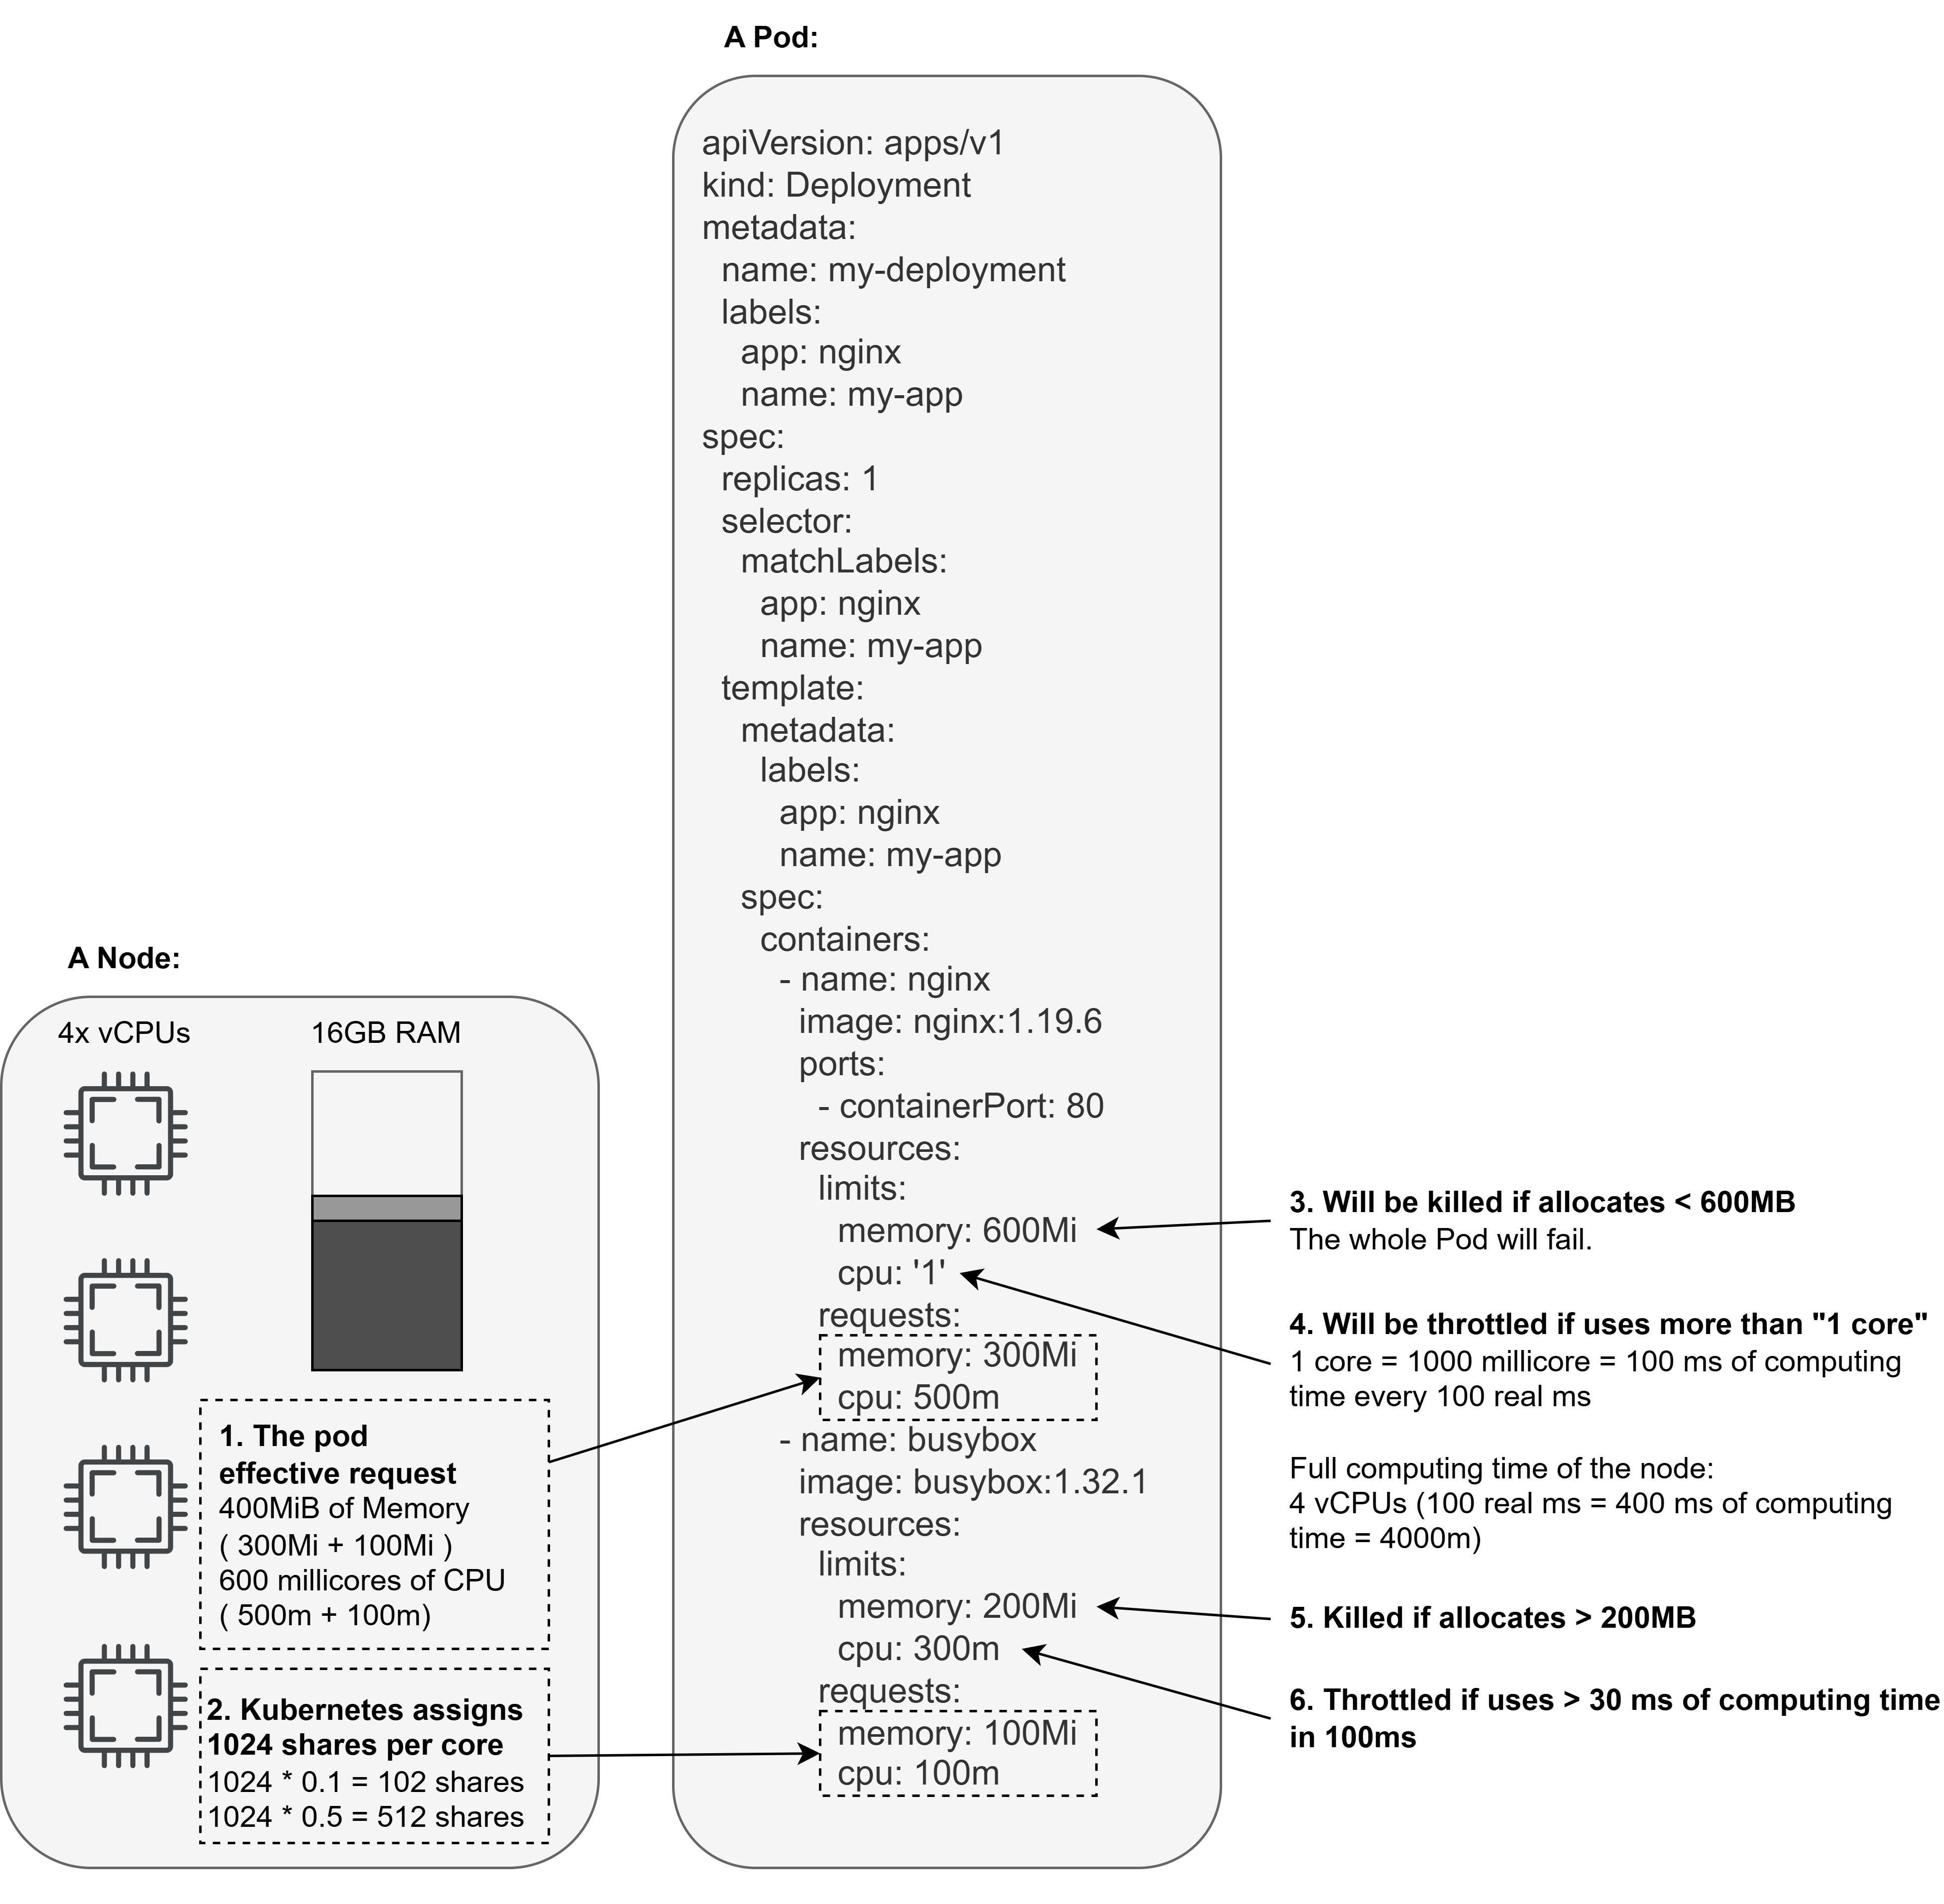 A Pod:
apiVersion: apps/v1
kind: Deployment
metadata:
  name: my-deployment
  labels:
    app: nginx
    name: my-app
spec:
  replicas: 1
  selector:
    matchLabels:
      app: nginx
      name: my-app
  template:
    metadata:
      labels:
        app: nginx
        name: my-app
    spec:
      containers:
        - name: nginx
          image: nginx:1.19.6
          ports:
            - containerPort: 80
          resources:
            limits:
              memory: 600Mi
              cpu: '1'
            requests:
              memory: 300Mi
              cpu: 500m
        - name: busybox
          image: busybox:1.32.1
          resources:
            limits:
              memory: 200Mi
              cpu: 300m
            requests:
              memory: 100Mi
              cpu: 100m
A Node:
4x vCPUs
16GB RAM
1. The pod
effective request
400MiB of Memory
( 300Mi + 100Mi )
600 millicores of CPU
( 500m + 100m)
2. Kubernetes assigns
1024 shares per core
1024 * 0.1 = 102 shares
1024 * 0.5 = 512 shares
3. Will be killed if allocates < 600MB
The whole Pod will fail.
4. Will be throttled if uses more than "1 core"
1 core = 1000 millicore = 100 ms of computing
time every 100 real ms
Full computing time of the node:
4 vCPUs (100 real ms = 400 ms of computing
time = 4000m)
5. Killed if allocates > 200MB
6. Throttled if uses > 30 ms of computing time
in 100ms